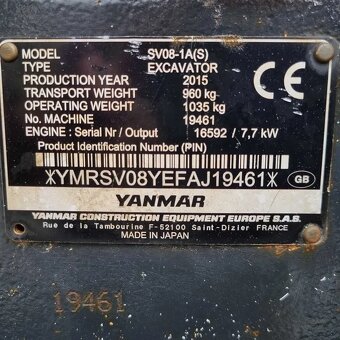 MODEL SV08-1A(S)
TYPE EXCAVATOR
PRODUCTION YEAR 2015
TRANSPORT WEIGHT 960 kg
OPERATING WEIGHT 1035 kg
No. MACHINE 19461
ENGINE : Serial Nr / Output 16592 / 7,7 kW
Product Identification Number (PIN)
*YMRSV08YEFAJ19461*
GB
YANMAR
YANMAR CONSTRUCTION EQUIPMENT EUROPE S.A.S.
Rue de la Tambourine F-52100 Saint-Dizier FRANCE
MADE IN JAPAN
CE
19461